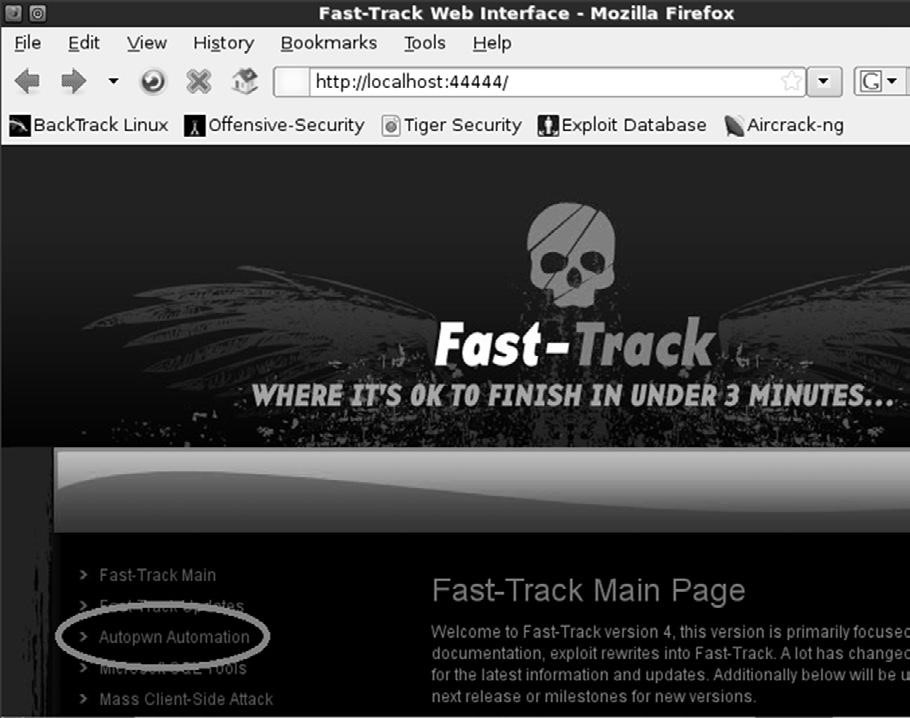 Fast-Track Web Interface - Mozilla Firefox
File Edit View History Bookmarks Tools Help
http://localhost:44444/
G
BackTrack Linux Offensive-Security Tiger Security Exploit Database Aircrack-ng
Fast-Track
WHERE IT'S OK TO FINISH IN UNDER 3 MINUTES...
> Fast-Track Main
> Fast-Track Updates
> Autopwn Automation
> Microsoft SQL Tools
> Mass Client-Side Attack
Fast-Track Main Page
Welcome to Fast-Track version 4, this version is primarily focused
documentation, exploit rewrites into Fast-Track. A lot has changed
for the latest information and updates. Additionally below will be
next release or milestones for new versions.